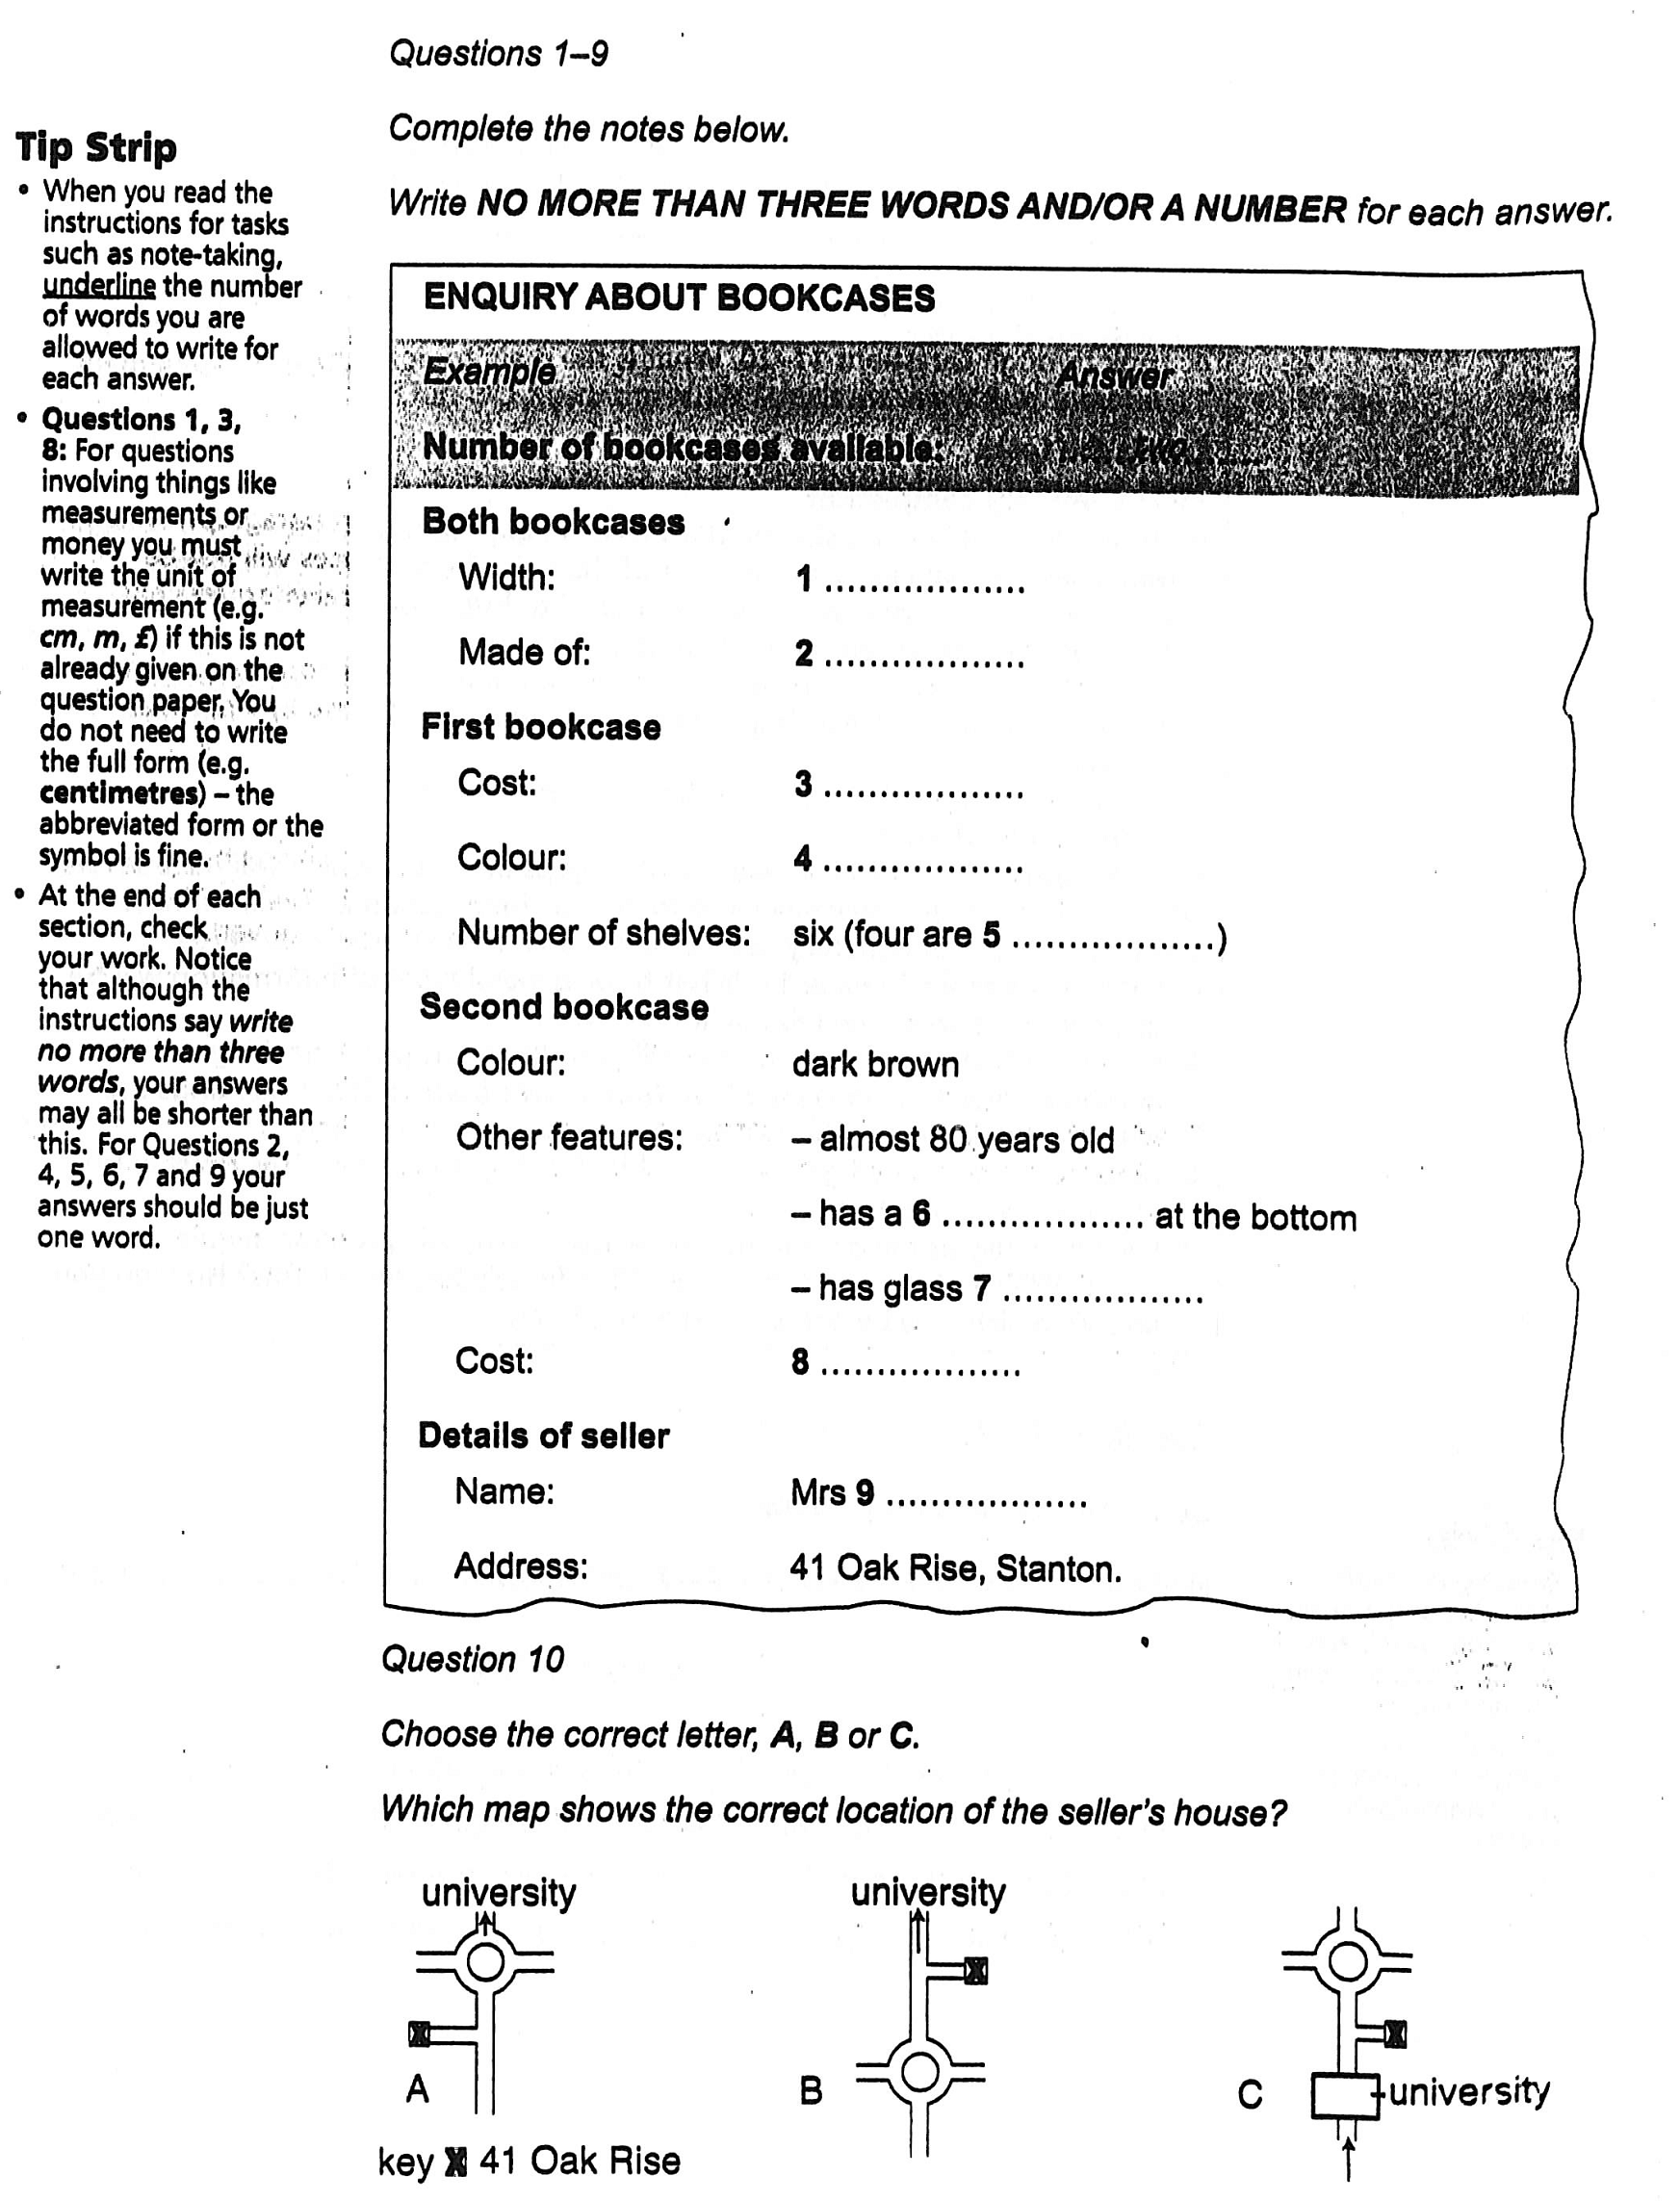 Questions 1–9
Complete the notes below.
Write NO MORE THAN THREE WORDS AND/OR A NUMBER for each answer.
Tip Strip
• When you read the
instructions for tasks
such as note-taking,
underline the number
of words you are
allowed to write for
each answer.
• Questions 1, 3,
8: For questions
involving things like
measurements or
money you must
write the unit of
measurement (e.g.
cm, m, £) if this is not
already given on the
question paper. You
do not need to write
the full form (e.g.
centimetres) – the
abbreviated form or the
symbol is fine.
• At the end of each
section, check
your work. Notice
that although the
instructions say write
no more than three
words, your answers
may all be shorter than
this. For Questions 2,
4, 5, 6, 7 and 9 your
answers should be just
one word.
ENQUIRY ABOUT BOOKCASES
Example Answer
Number of bookcases available: two
Both bookcases
Width: 1 ..................
Made of: 2 ..................
First bookcase
Cost: 3 ..................
Colour: 4 ..................
Number of shelves: six (four are 5 ..................)
Second bookcase
Colour: dark brown
Other features: – almost 80 years old
– has a 6 .................. at the bottom
– has glass 7 ..................
Cost: 8 ..................
Details of seller
Name: Mrs 9 ..................
Address: 41 Oak Rise, Stanton.
Question 10
Choose the correct letter, A, B or C.
Which map shows the correct location of the seller's house?
university
A
university
B
C
university
key X 41 Oak Rise